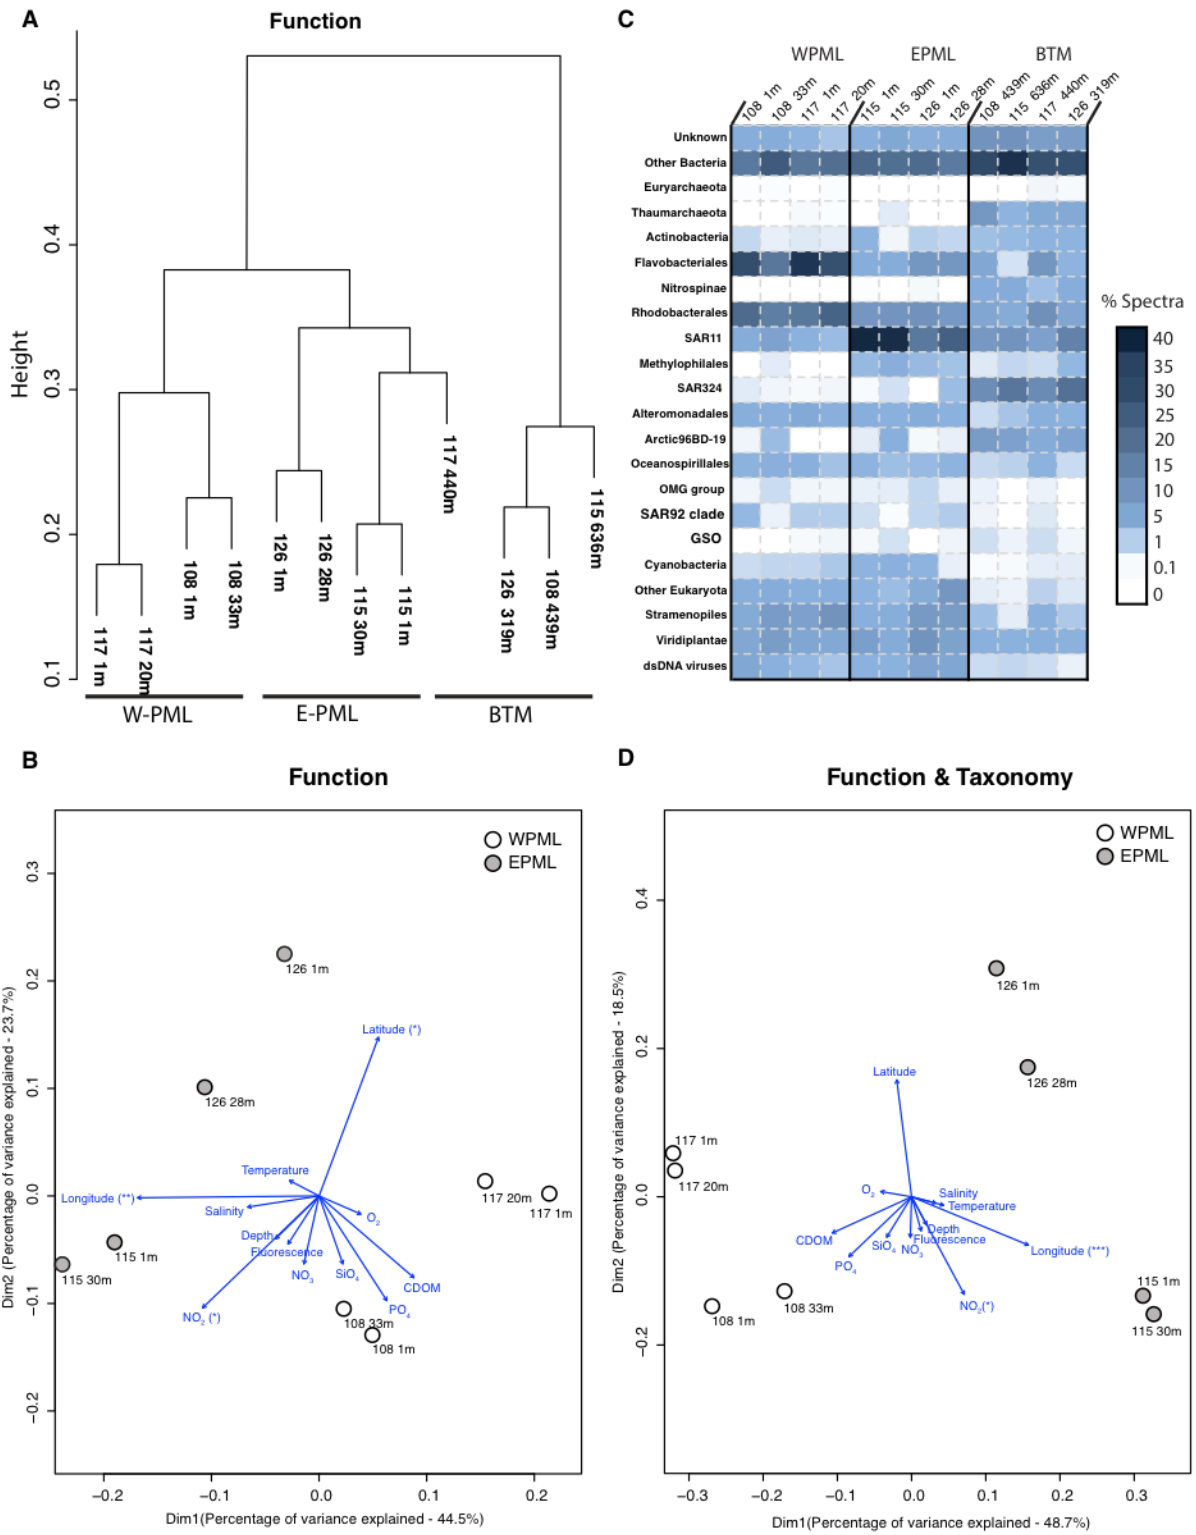 A
Function
Height
0.5
0.4
0.3
0.2
0.1
117 1m
117 20m
108 1m
108 33m
126 1m
126 28m
115 30m
115 1m
117 440m
126 319m
108 439m
115 636m
W-PML
E-PML
BTM
C
WPML
EPML
BTM
108 1m
108 33m
117 1m
117 20m
115 1m
115 30m
126 1m
126 28m
108 439m
115 636m
117 440m
126 319m
Unknown
Other Bacteria
Euryarchaeota
Thaumarchaeota
Actinobacteria
Flavobacteriales
Nitrospinae
Rhodobacterales
SAR11
Methylophilales
SAR324
Alteromonadales
Arctic96BD-19
Oceanospirillales
OMG group
SAR92 clade
GSO
Cyanobacteria
Other Eukaryota
Stramenopiles
Viridiplantae
dsDNA viruses
% Spectra
40
35
30
25
20
15
10
5
1
0.1
0
B
Function
WPML
EPML
Dim2 (Percentage of variance explained - 23.7%)
0.3
0.2
0.1
0.0
−0.1
−0.2
126 1m
Latitude (*)
126 28m
Temperature
Longitude (**)
Salinity
117 20m
117 1m
O2
Depth
Fluorescence
115 1m
115 30m
NO3
SiO4
CDOM
NO2 (*)
PO4
108 33m
108 1m
−0.2
−0.1
0.0
0.1
0.2
Dim1(Percentage of variance explained - 44.5%)
D
Function & Taxonomy
WPML
EPML
Dim2 (Percentage of variance explained - 18.5%)
0.4
0.2
0.0
−0.2
126 1m
126 28m
Latitude
117 1m
117 20m
O2
Salinity
Temperature
Depth
Fluorescence
CDOM
SiO4
NO3
Longitude (***)
PO4
NO2(*)
115 1m
115 30m
108 33m
108 1m
−0.3
−0.2
−0.1
0.0
0.1
0.2
0.3
Dim1(Percentage of variance explained - 48.7%)